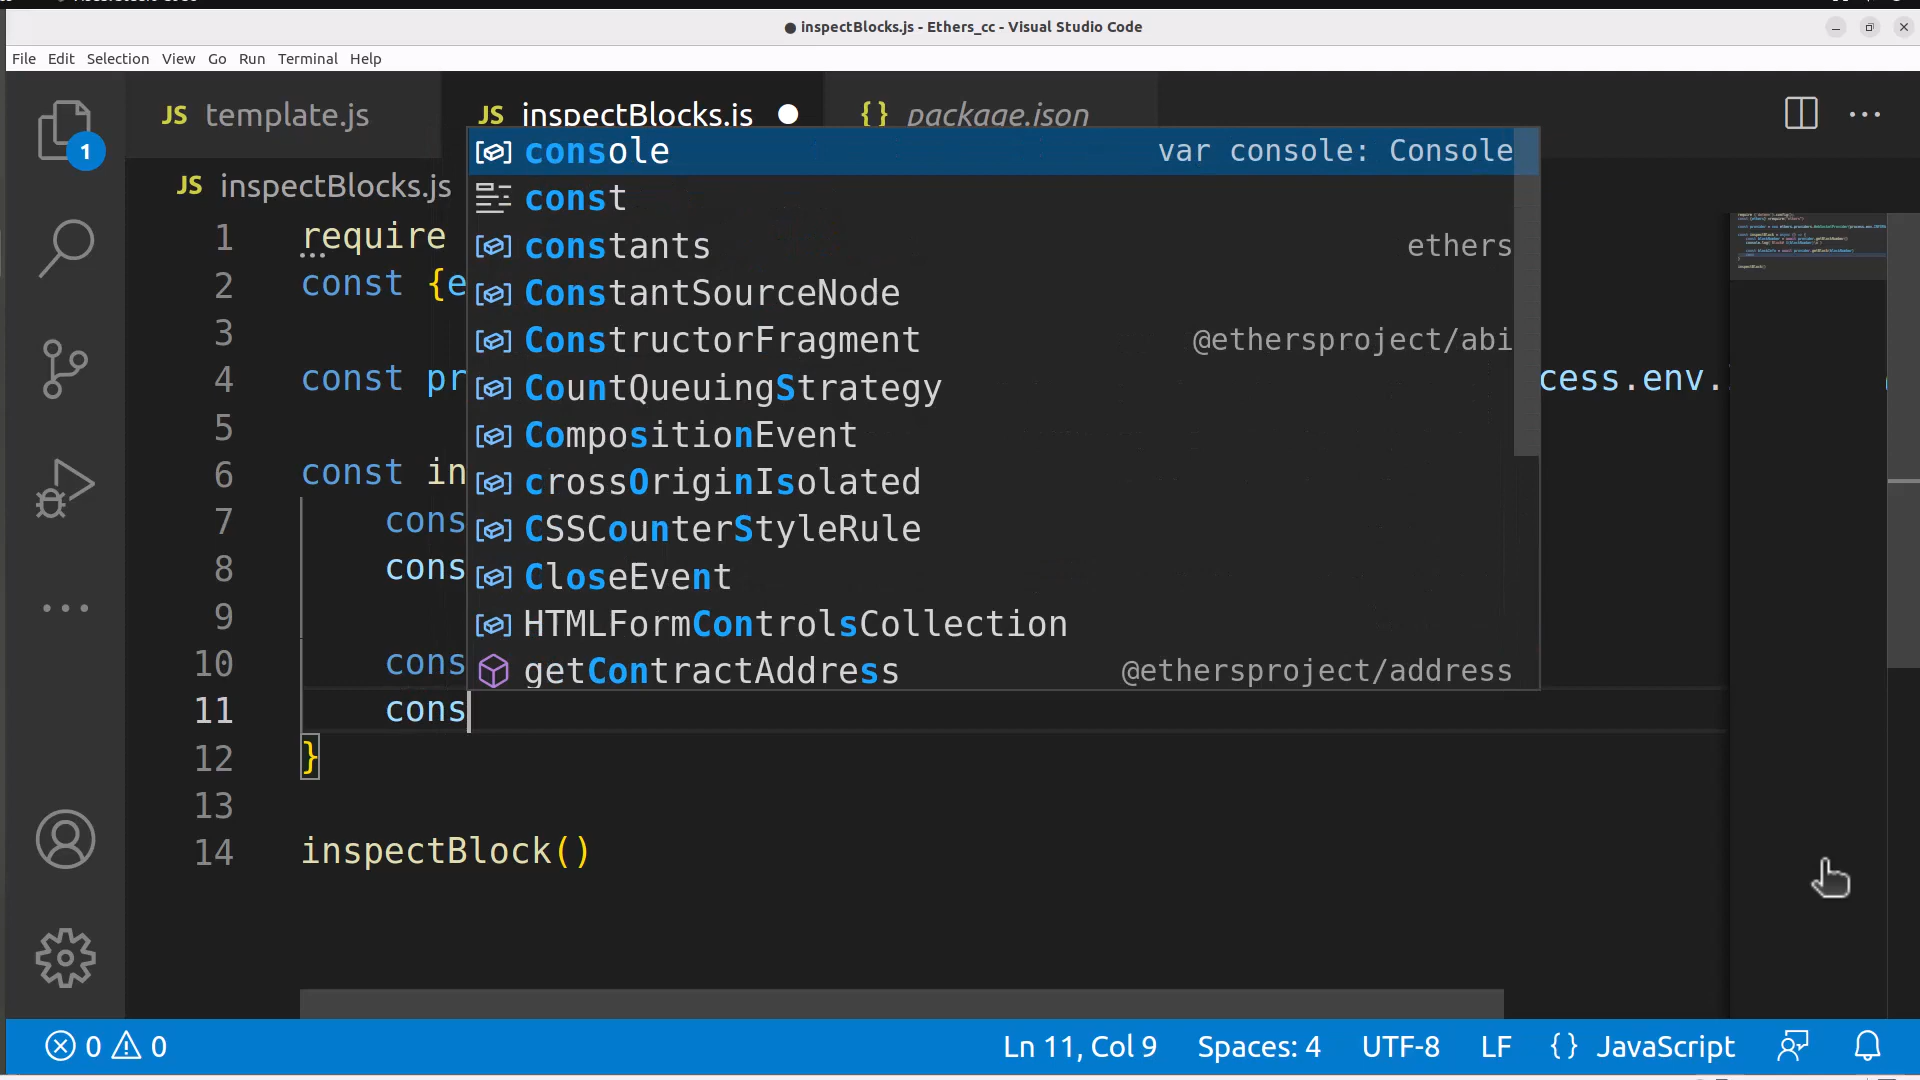 inspectBlocks.js - Ethers_cc - Visual Studio Code
File Edit Selection View Go Run Terminal Help
JS template.js JS inspectBlocks.js {} package.json
1
JS inspectBlocks.js
console var console: Console
const
constants ethers
ConstantSourceNode
ConstructorFragment @ethersproject/abi
CountQueuingStrategy
CompositionEvent
crossOriginIsolated
CSSCounterStyleRule
CloseEvent
HTMLFormControlsCollection
getContractAddress @ethersproject/address
1 require
2 const {e
3
4 const pr cess.env.
5
6 const in
7 cons
8 cons
9
10 cons
11 cons
12 }
13
14 inspectBlock()
0 0 Ln 11, Col 9 Spaces: 4 UTF-8 LF {} JavaScript